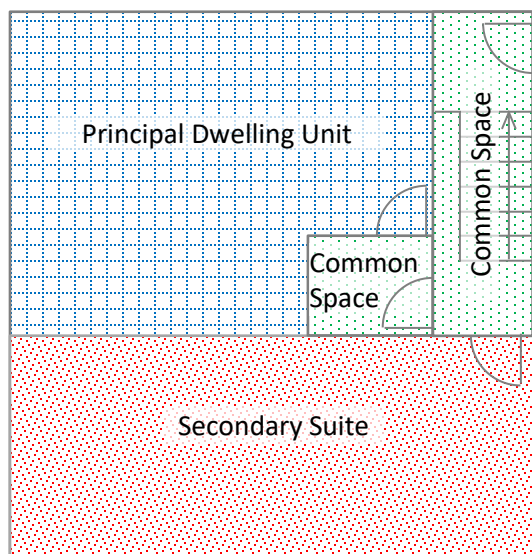 Principal Dwelling Unit
Common Space
Common
Space
Secondary Suite